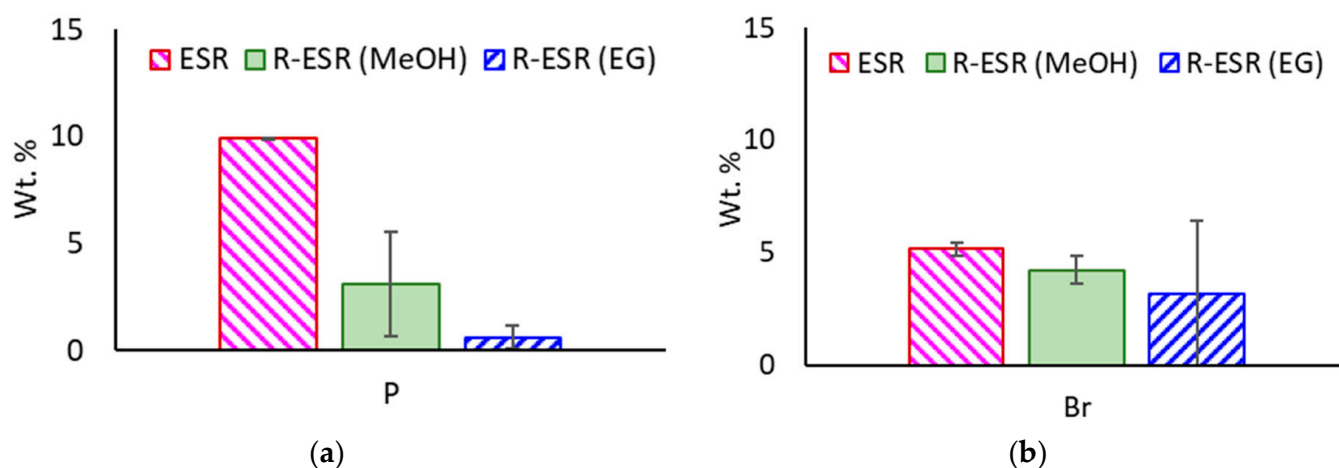 15
ESR R-ESR (MeOH) R-ESR (EG)
10
Wt. %
5
0
P
(a)
15
ESR R-ESR (MeOH) R-ESR (EG)
10
Wt. %
5
0
Br
(b)